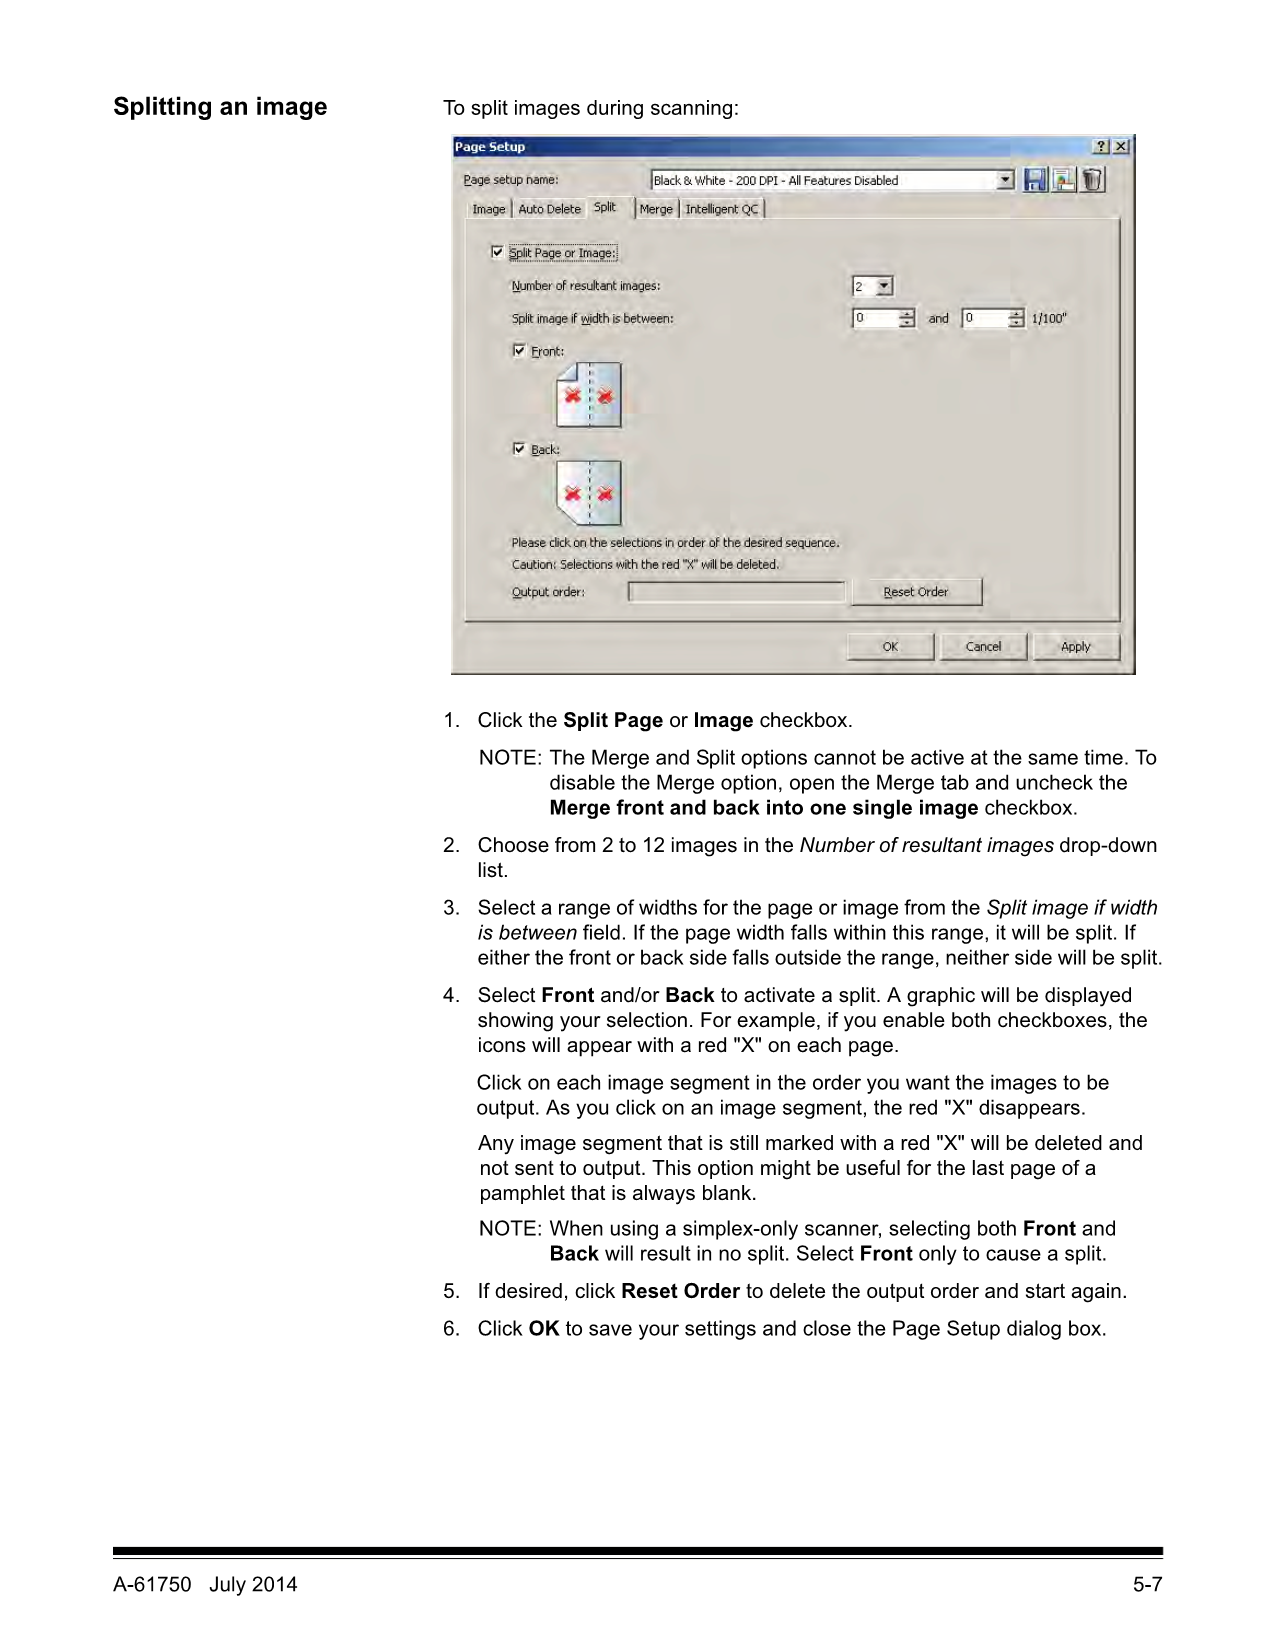 Splitting an image
To split images during scanning:
Page Setup
Page setup name:
Black & White - 200 DPI - All Features Disabled
Image
Auto Delete
Split
Merge
Intelligent QC
Split Page or Image:
Number of resultant images:
2
Split image if width is between:
0
and
0
1/100"
Front:
Back:
Please click on the selections in order of the desired sequence.
Caution: Selections with the red "X" will be deleted.
Output order:
Reset Order
OK
Cancel
Apply
1. Click the Split Page or Image checkbox.
NOTE: The Merge and Split options cannot be active at the same time. To
disable the Merge option, open the Merge tab and uncheck the
Merge front and back into one single image checkbox.
2. Choose from 2 to 12 images in the Number of resultant images drop-down
list.
3. Select a range of widths for the page or image from the Split image if width
is between field. If the page width falls within this range, it will be split. If
either the front or back side falls outside the range, neither side will be split.
4. Select Front and/or Back to activate a split. A graphic will be displayed
showing your selection. For example, if you enable both checkboxes, the
icons will appear with a red "X" on each page.
Click on each image segment in the order you want the images to be
output. As you click on an image segment, the red "X" disappears.
Any image segment that is still marked with a red "X" will be deleted and
not sent to output. This option might be useful for the last page of a
pamphlet that is always blank.
NOTE: When using a simplex-only scanner, selecting both Front and
Back will result in no split. Select Front only to cause a split.
5. If desired, click Reset Order to delete the output order and start again.
6. Click OK to save your settings and close the Page Setup dialog box.
A-61750 July 2014
5-7